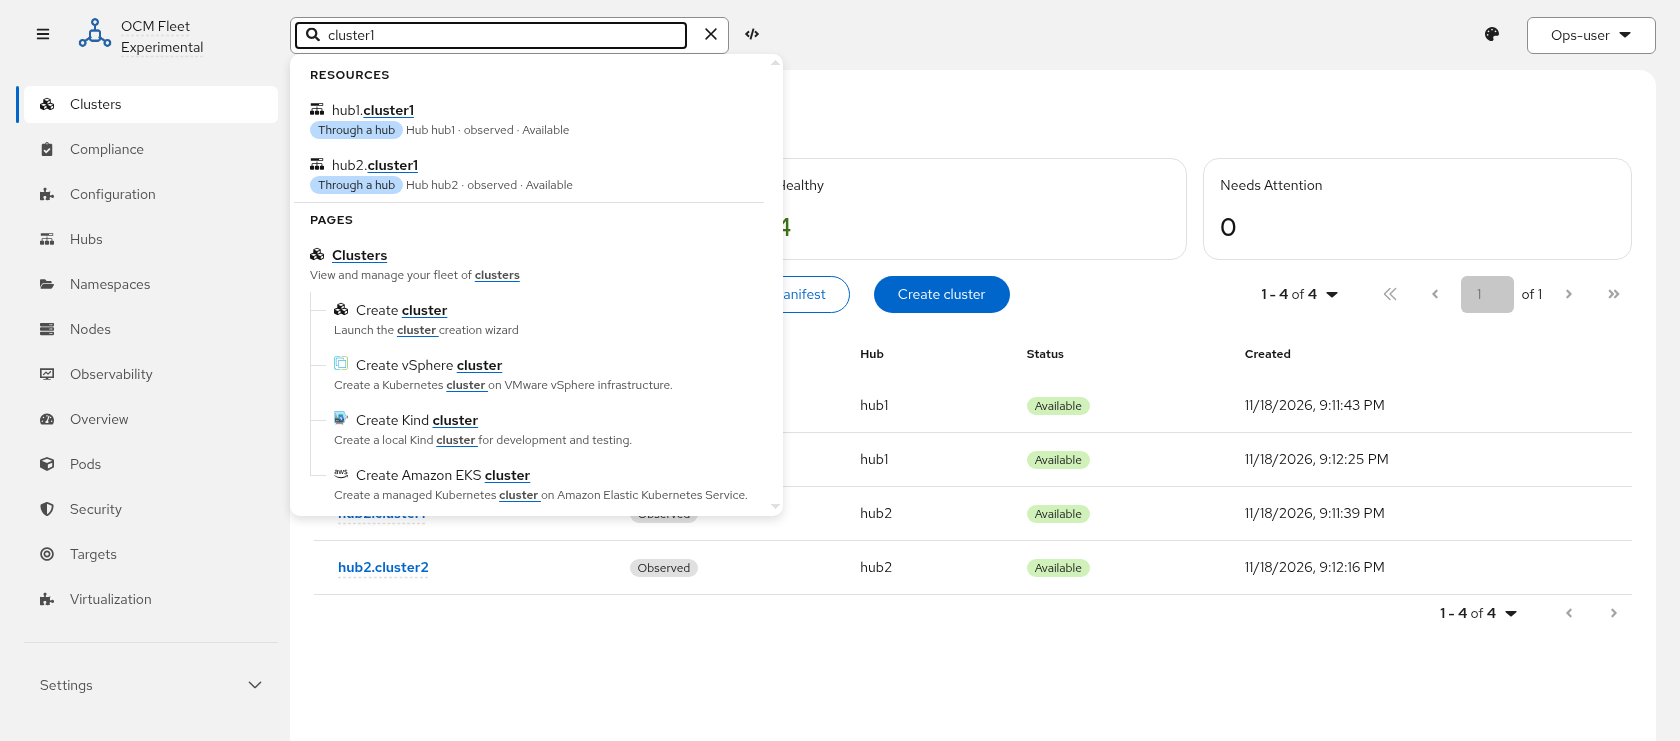 OCM Fleet
Experimental
cluster1
Ops-user
Clusters
Compliance
Configuration
Hubs
Namespaces
Nodes
Observability
Overview
Pods
Security
Targets
Virtualization
Settings
RESOURCES
hub1.cluster1
Through a hub Hub hub1 · observed · Available
hub2.cluster1
Through a hub Hub hub2 · observed · Available
PAGES
Clusters
View and manage your fleet of clusters
Create cluster
Launch the cluster creation wizard
Create vSphere cluster
Create a Kubernetes cluster on VMware vSphere infrastructure.
Create Kind cluster
Create a local Kind cluster for development and testing.
aws Create Amazon EKS cluster
Create a managed Kubernetes cluster on Amazon Elastic Kubernetes Service.
Needs Attention
4 0
Create cluster 1 - 4 of 4 1 of 1
Hub Status Created
hub1 Available 11/18/2026, 9:11:43 PM
hub1 Available 11/18/2026, 9:12:25 PM
hub2.cluster1 Observed hub2 Available 11/18/2026, 9:11:39 PM
hub2.cluster2 Observed hub2 Available 11/18/2026, 9:12:16 PM
1 - 4 of 4